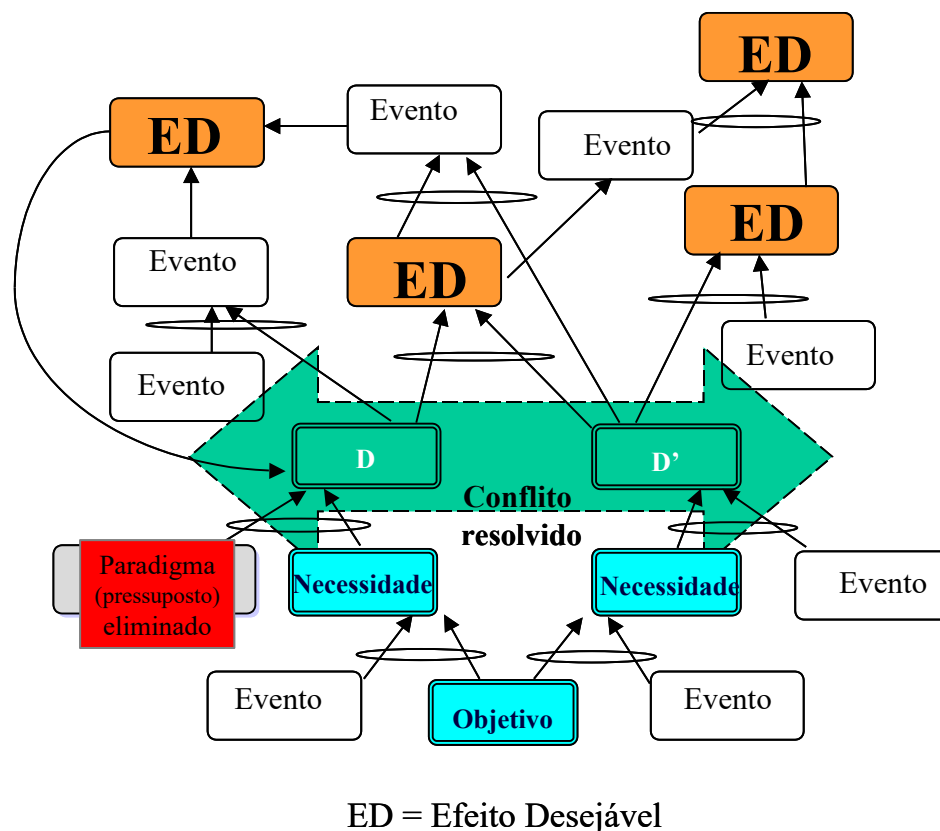 ED
Evento
ED
Evento
ED
Evento
ED
Evento
Evento
D
D’
Conflito
resolvido
Paradigma
(pressuposto)
eliminado
Necessidade
Necessidade
Evento
Evento
Objetivo
Evento
ED = Efeito Desejável